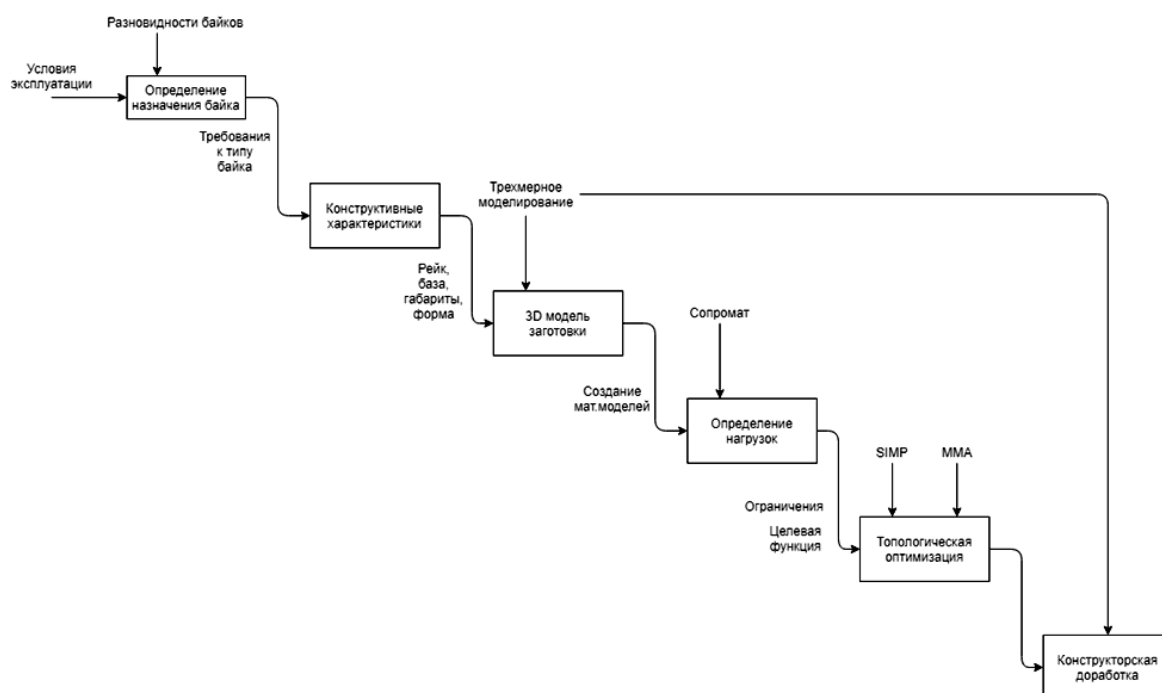 Разновидности байков
Условия
эксплуатации
Определение
назначения байка
Требования
к типу
байка
Конструктивные
характеристики
Трехмерное
моделирование
Рейк,
база,
габариты,
форма
3D модель
заготовки
Сопромат
Создание
мат.моделей
Определение
нагрузок
SIMP
MMA
Ограничения
Целевая
функция
Топологическая
оптимизация
Конструкторская
доработка